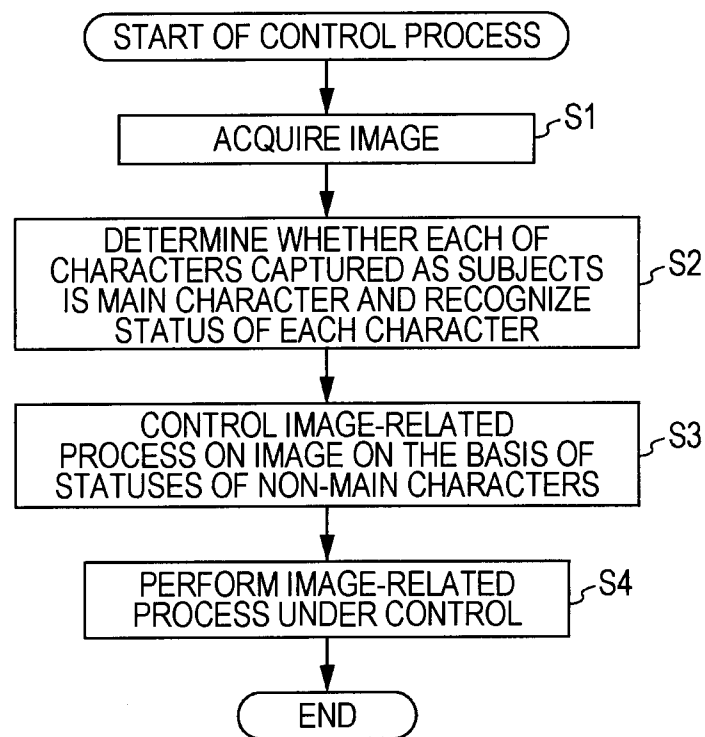 START OF CONTROL PROCESS
ACQUIRE IMAGE
S1
DETERMINE WHETHER EACH OF
CHARACTERS CAPTURED AS SUBJECTS
IS MAIN CHARACTER AND RECOGNIZE
STATUS OF EACH CHARACTER
S2
CONTROL IMAGE-RELATED
PROCESS ON IMAGE ON THE BASIS OF
STATUSES OF NON-MAIN CHARACTERS
S3
PERFORM IMAGE-RELATED
PROCESS UNDER CONTROL
S4
END